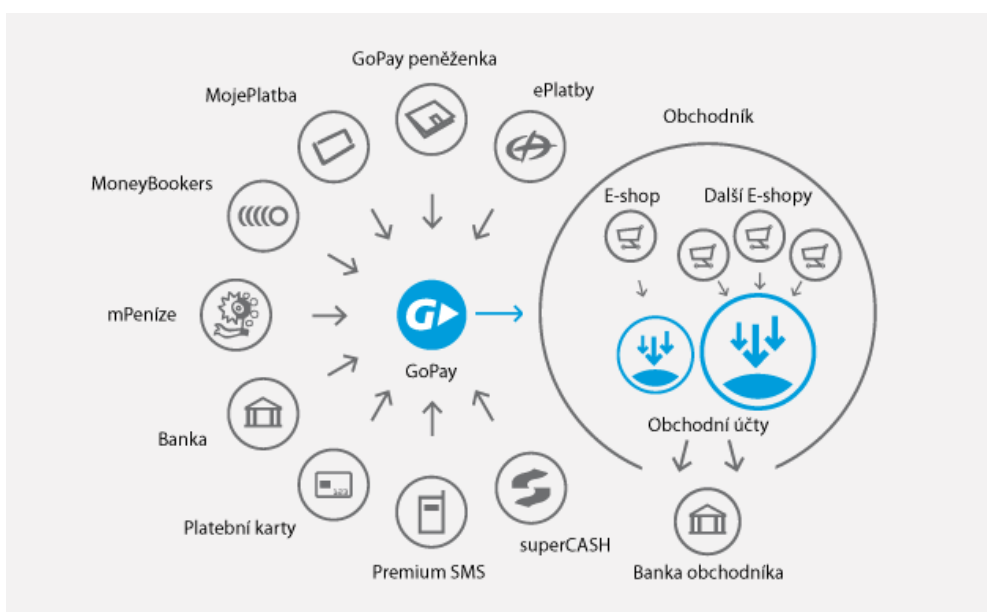 GoPay peněženka
MojePlatba
ePlatby
Obchodník
MoneyBookers
E-shop
Další E-shopy
mPeníze
GoPay
Obchodní účty
Banka
Platební karty
123
superCASH
Premium SMS
Banka obchodníka